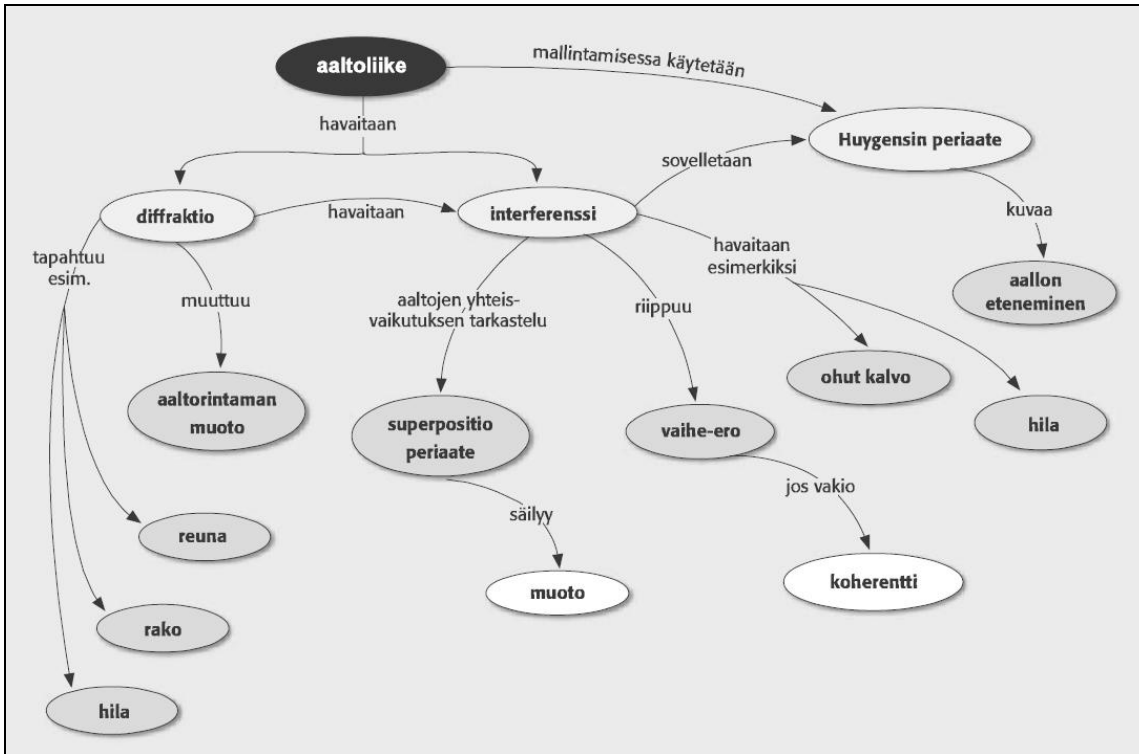 aaltoliike
mallintamisessa käytetään
havaitaan
Huygensin periaate
sovelletaan
diffraktio
havaitaan
interferenssi
kuvaa
tapahtuu
esim.
havaitaan
esimerkiksi
aallon
eteneminen
muuttuu
aaltojen yhteis-
vaikutuksen tarkastelu
riippuu
ohut kalvo
aaltorintaman
muoto
superpositio
periaate
vaihe-ero
hila
jos vakio
säilyy
reuna
muoto
koherentti
rako
hila